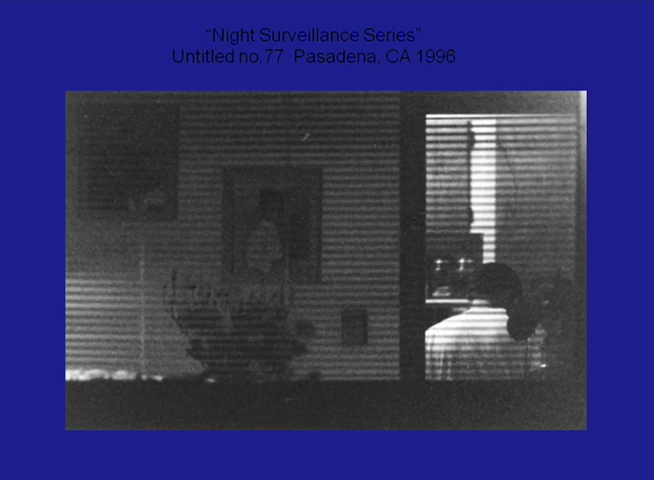 “Night Surveillance Series”
Untitled no.77 Pasadena, CA 1996